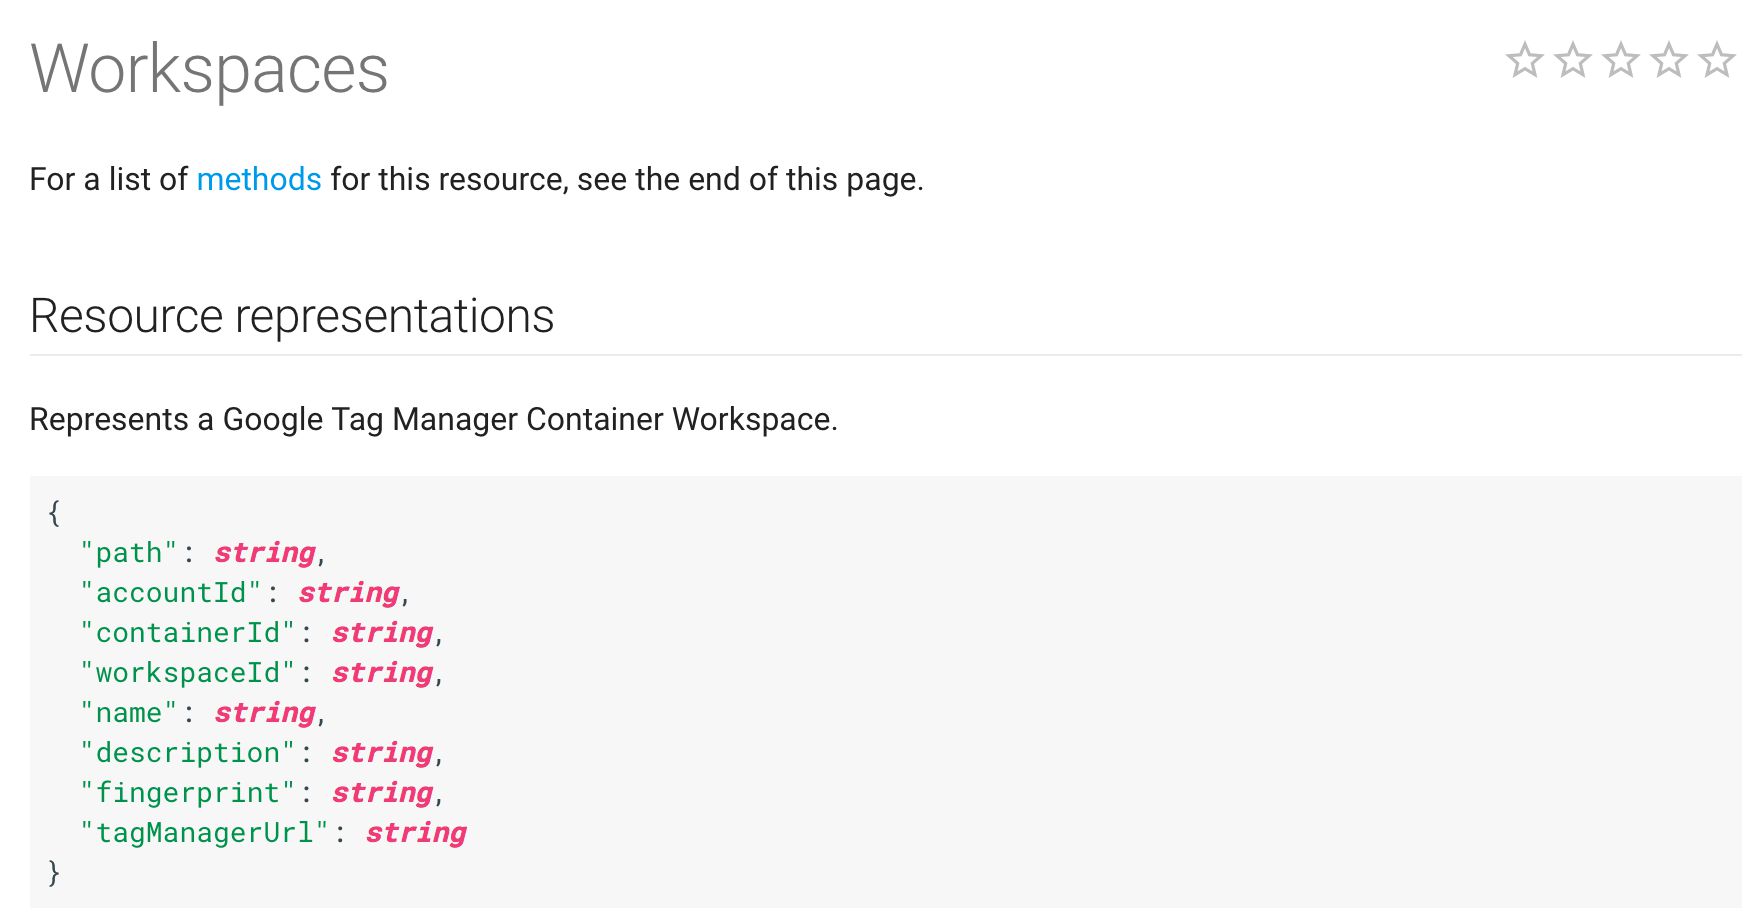 Workspaces
For a list of methods for this resource, see the end of this page.
Resource representations
Represents a Google Tag Manager Container Workspace.
{
  "path": string,
  "accountId": string,
  "containerId": string,
  "workspaceId": string,
  "name": string,
  "description": string,
  "fingerprint": string,
  "tagManagerUrl": string
}